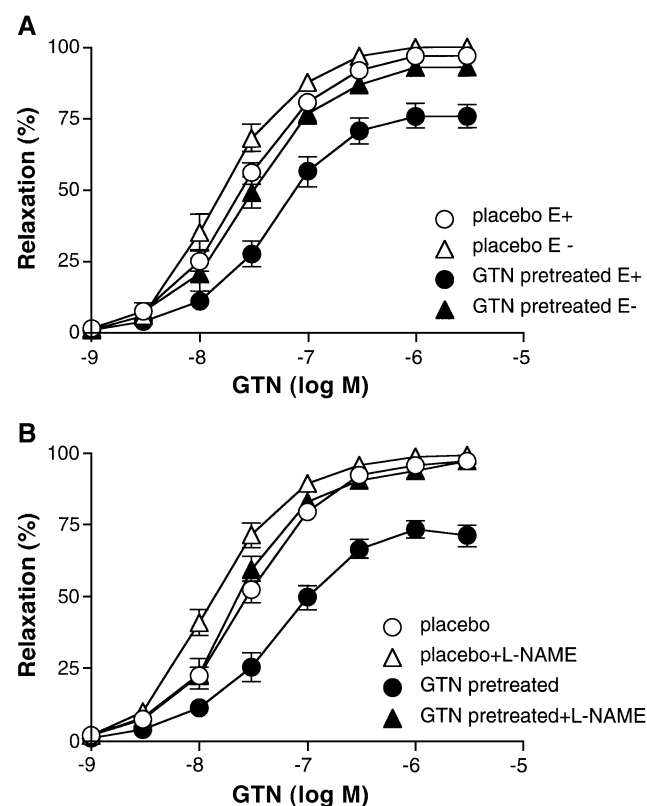 A
100
75
50
25
0
Relaxation (%)
placebo E+
placebo E -
GTN pretreated E+
GTN pretreated E-
-9 -8 -7 -6 -5
GTN (log M)
B
100
75
50
25
0
Relaxation (%)
placebo
placebo+L-NAME
GTN pretreated
GTN pretreated+L-NAME
-9 -8 -7 -6 -5
GTN (log M)